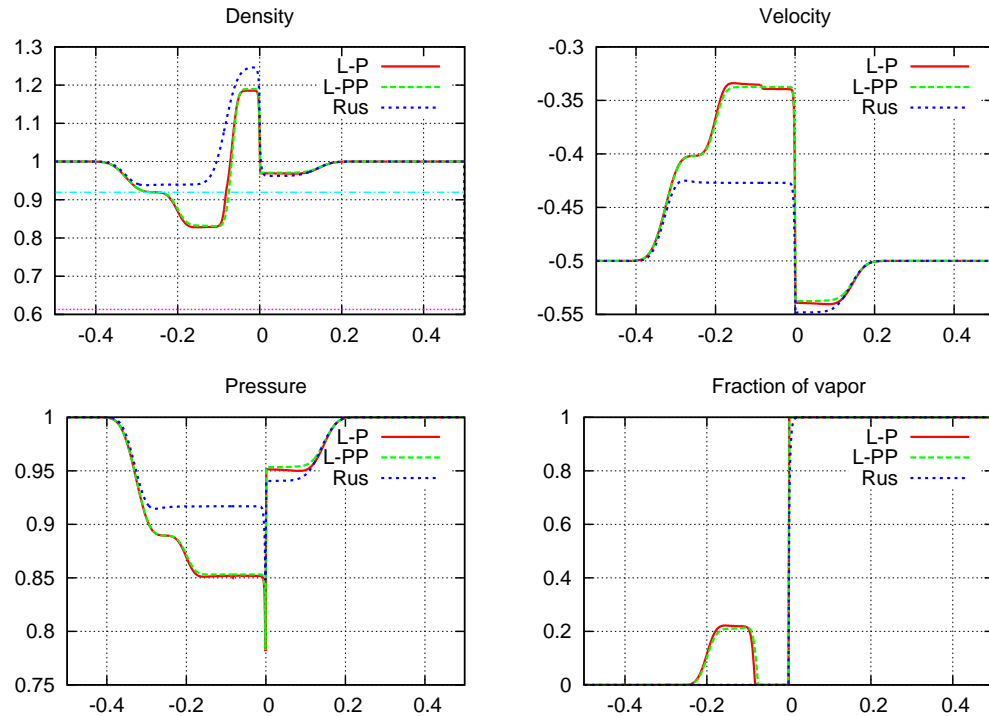 Density
1.3
1.2
1.1
1
0.9
0.8
0.7
0.6
-0.4
-0.2
0
0.2
0.4
L-P
L-PP
Rus
Velocity
-0.3
-0.35
-0.4
-0.45
-0.5
-0.55
-0.4
-0.2
0
0.2
0.4
L-P
L-PP
Rus
Pressure
1
0.95
0.9
0.85
0.8
0.75
-0.4
-0.2
0
0.2
0.4
L-P
L-PP
Rus
Fraction of vapor
1
0.8
0.6
0.4
0.2
0
-0.4
-0.2
0
0.2
0.4
L-P
L-PP
Rus